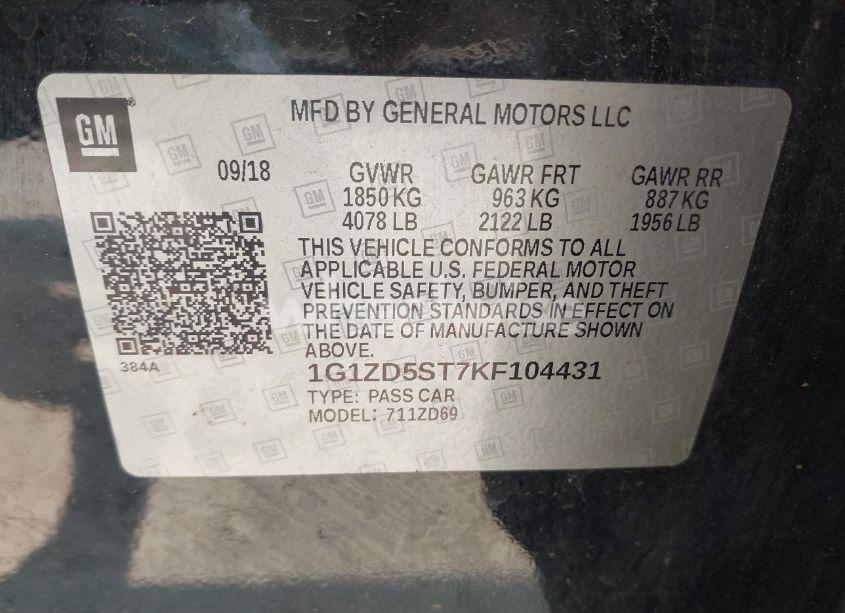 GM
MFD BY GENERAL MOTORS LLC
09/18 GVWR GAWR FRT GAWR RR
1850 KG 963 KG 887 KG
4078 LB 2122 LB 1956 LB
THIS VEHICLE CONFORMS TO ALL
APPLICABLE U.S. FEDERAL MOTOR
VEHICLE SAFETY, BUMPER, AND THEFT
PREVENTION STANDARDS IN EFFECT ON
THE DATE OF MANUFACTURE SHOWN
ABOVE.
384A
1G1ZD5ST7KF104431
TYPE: PASS CAR
MODEL: 711ZD69